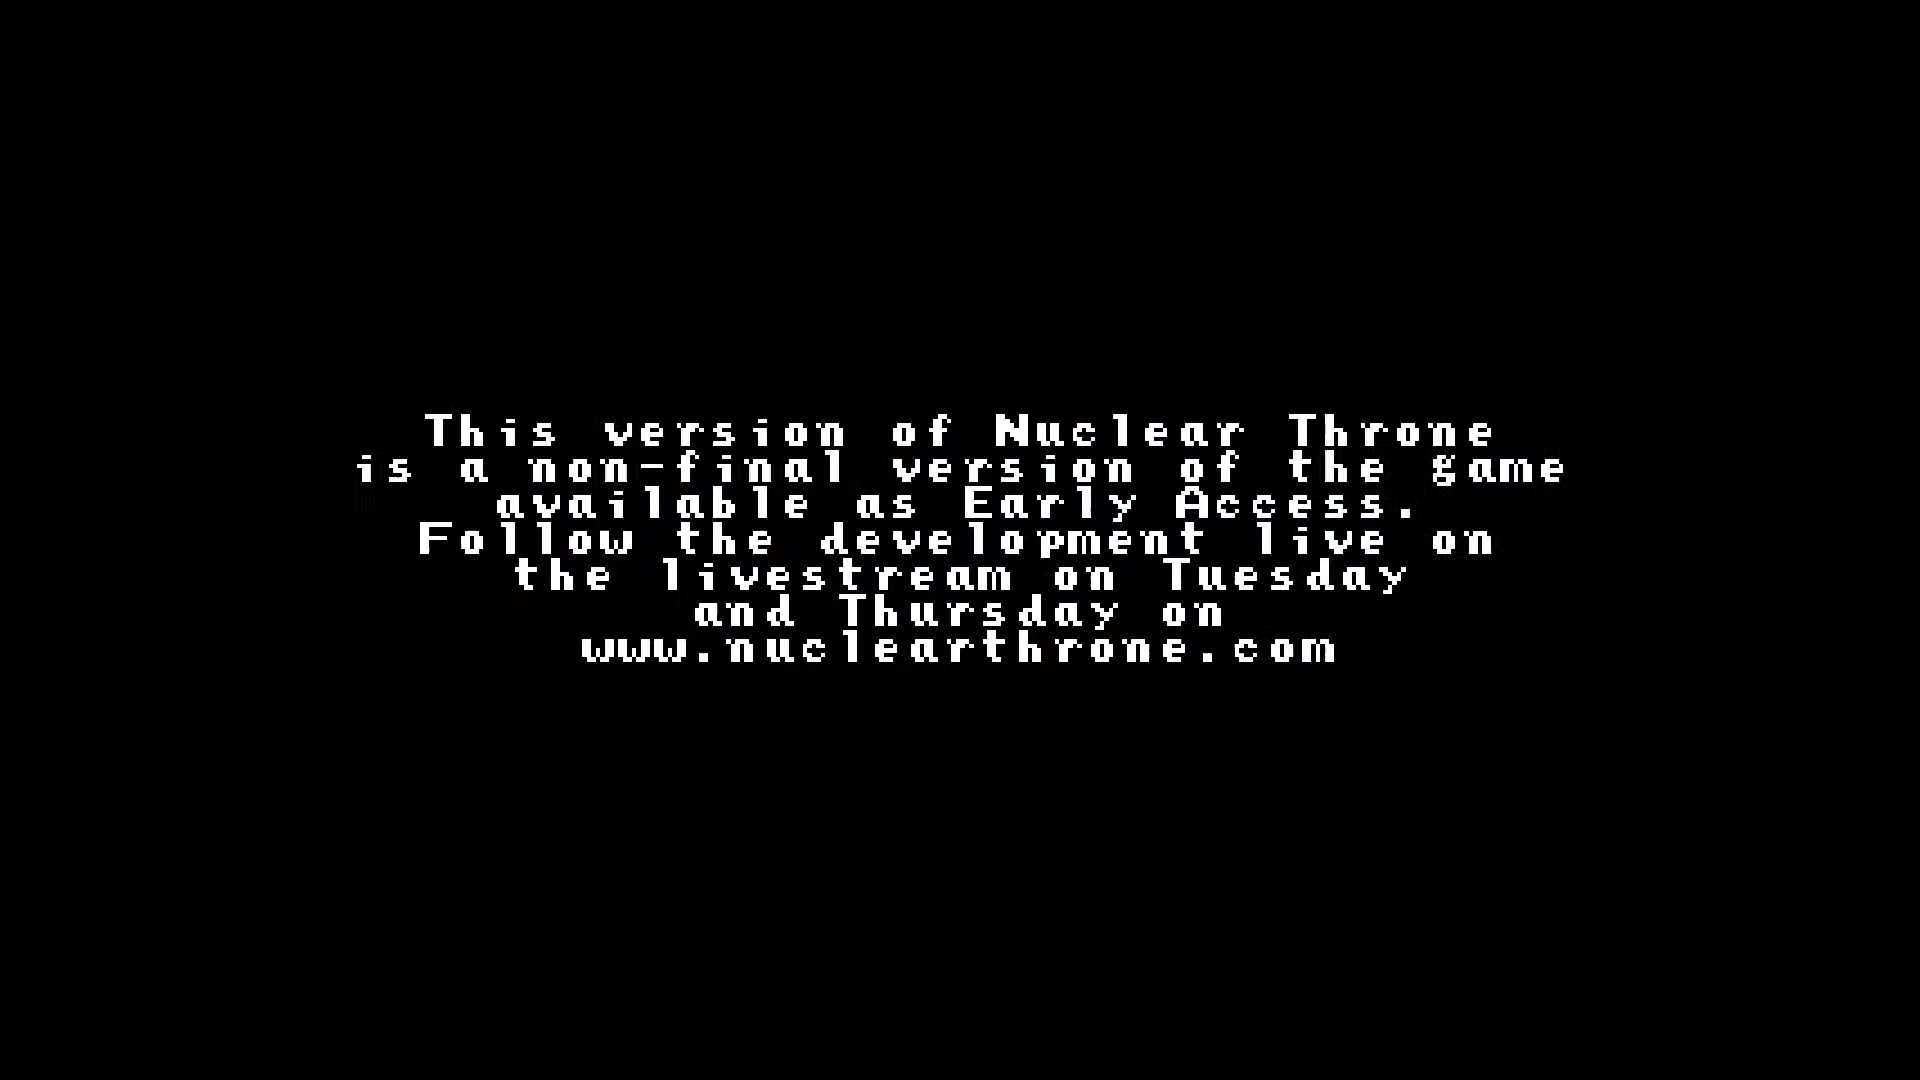 This version of Nuclear Throne
is a non-final version of the game
available as Early Access.
Follow the development live on
the livestream on Tuesday
and Thursday on
www.nuclearthrone.com